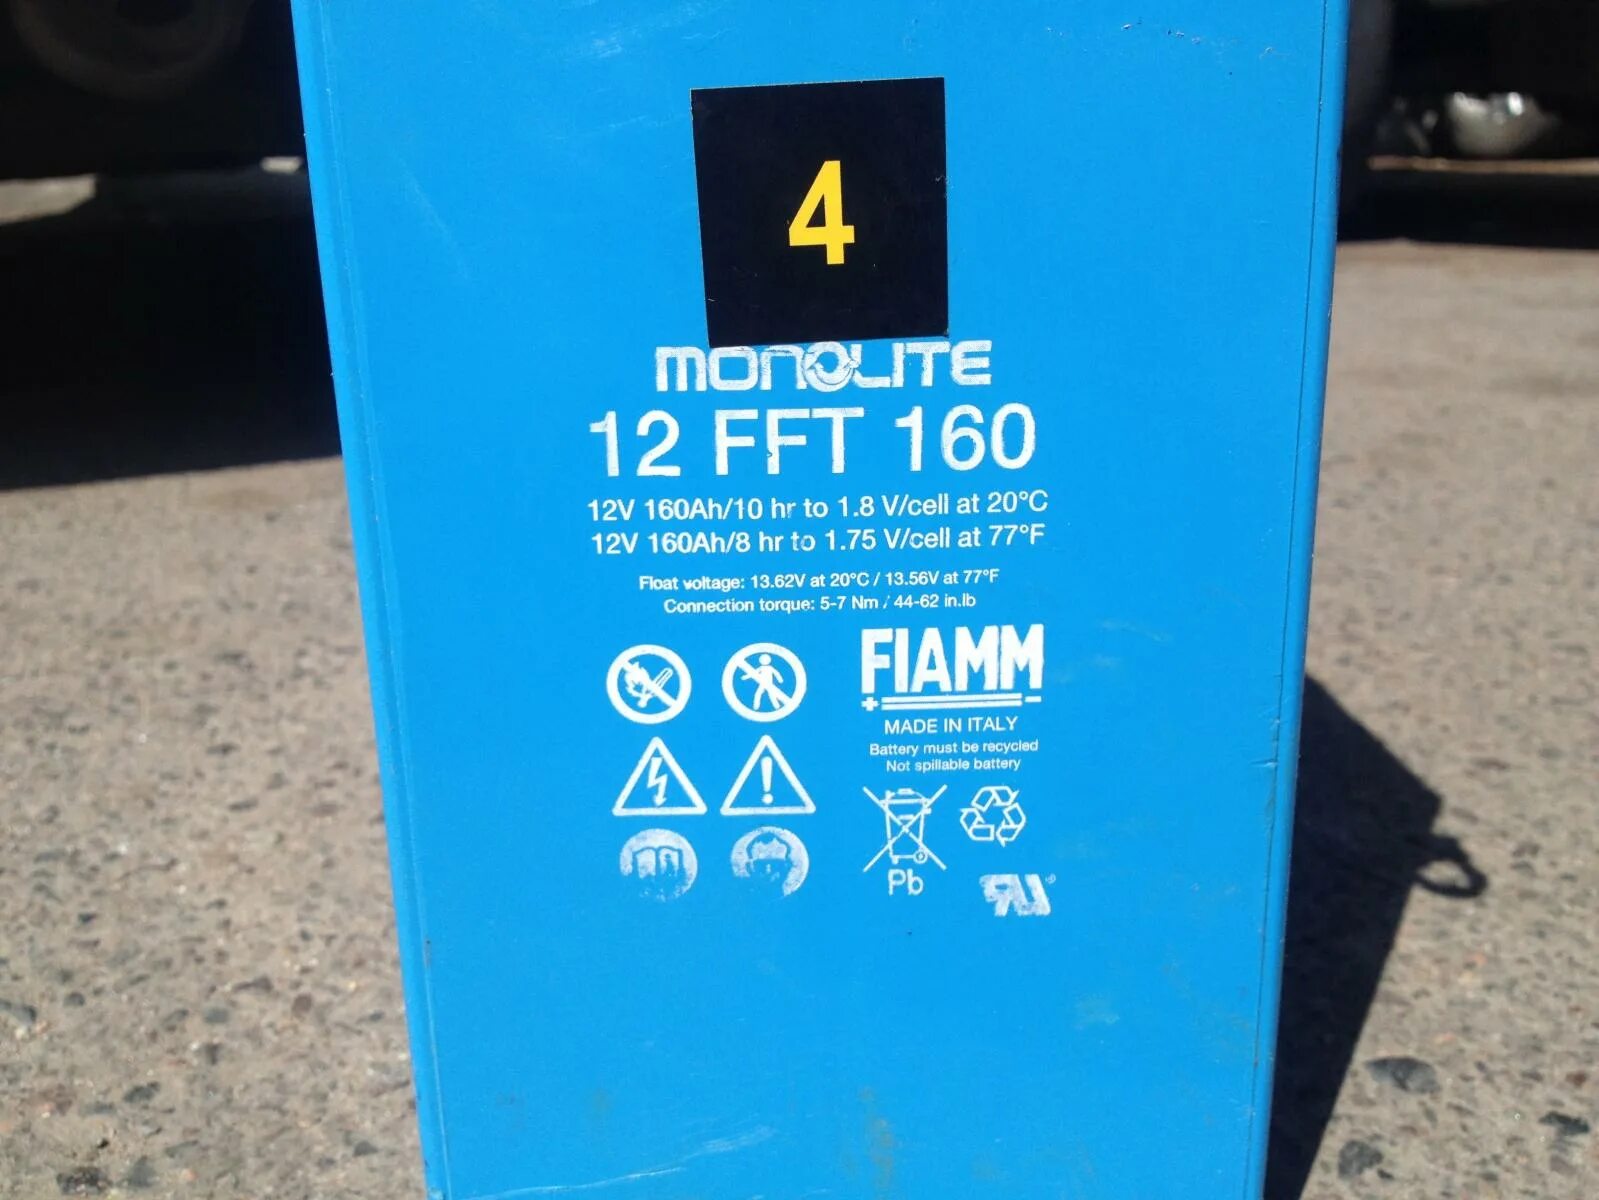 4
MONOLITE
12 FFT 160
12V 160Ah/10 hr to 1.8 V/cell at 20°C
12V 160Ah/8 hr to 1.75 V/cell at 77°F
Float voltage: 13.62V at 20°C / 13.56V at 77°F
Connection torque: 5-7 Nm / 44-62 in.lb
FIAMM
+ -
MADE IN ITALY
Battery must be recycled
Not spillable battery
Pb